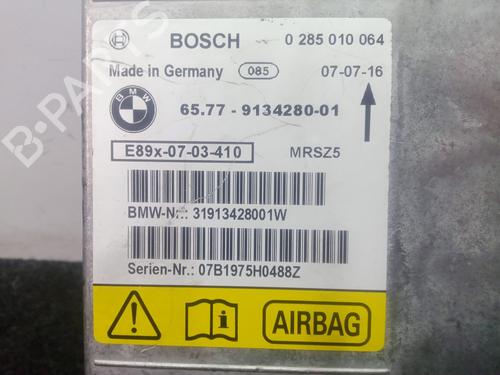 BOSCH 0 285 010 064
Made in Germany 085 07-07-16
BMW 65.77 - 9134280-01
E89x-07-03-410 MRSZ5
BMW-Nr.: 31913428001W
Serien-Nr.: 07B1975H0488Z
AIRBAG
B-PARTS